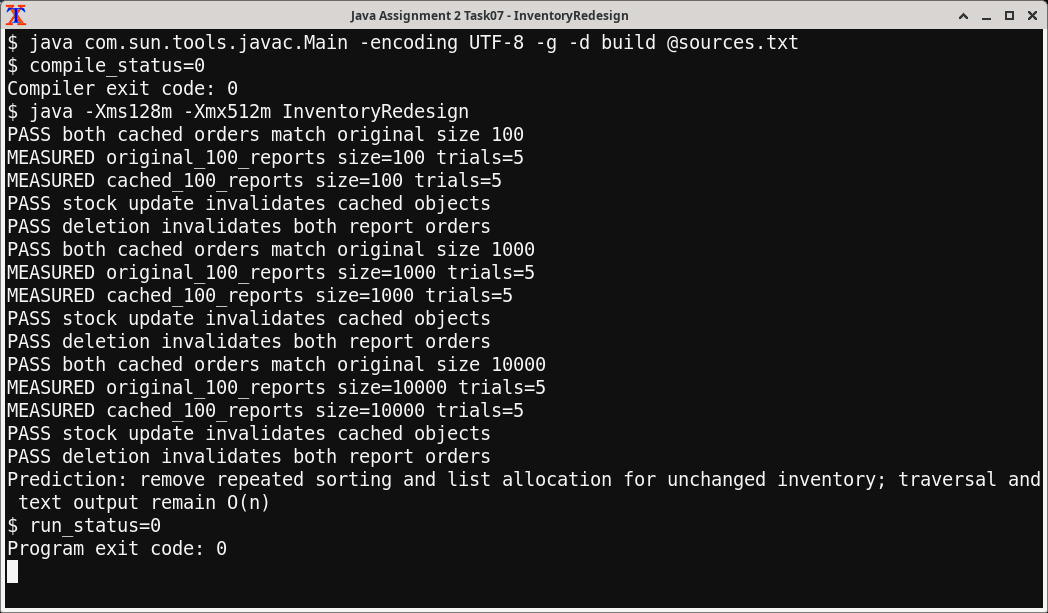 Java Assignment 2 Task07 - InventoryRedesign
$ java com.sun.tools.javac.Main -encoding UTF-8 -g -d build @sources.txt
$ compile_status=0
Compiler exit code: 0
$ java -Xms128m -Xmx512m InventoryRedesign
PASS both cached orders match original size 100
MEASURED original_100_reports size=100 trials=5
MEASURED cached_100_reports size=100 trials=5
PASS stock update invalidates cached objects
PASS deletion invalidates both report orders
PASS both cached orders match original size 1000
MEASURED original_100_reports size=1000 trials=5
MEASURED cached_100_reports size=1000 trials=5
PASS stock update invalidates cached objects
PASS deletion invalidates both report orders
PASS both cached orders match original size 10000
MEASURED original_100_reports size=10000 trials=5
MEASURED cached_100_reports size=10000 trials=5
PASS stock update invalidates cached objects
PASS deletion invalidates both report orders
Prediction: remove repeated sorting and list allocation for unchanged inventory; traversal and
 text output remain O(n)
$ run_status=0
Program exit code: 0